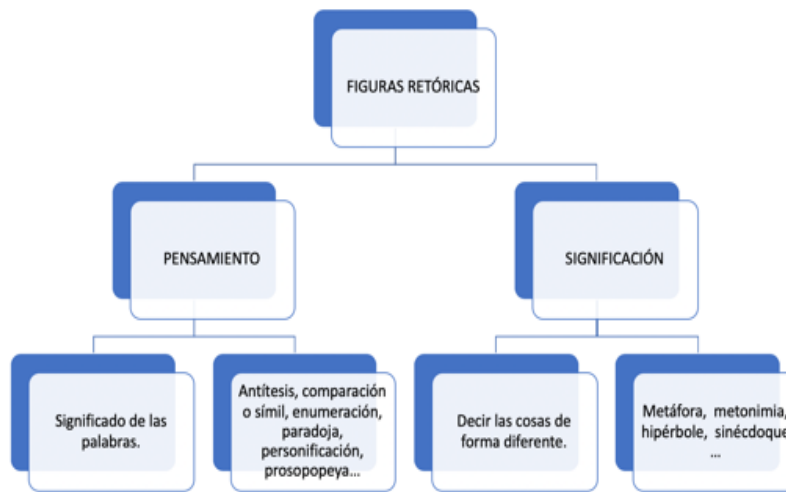 FIGURAS RETÓRICAS
PENSAMIENTO
SIGNIFICACIÓN
Significado de las
palabras.
Antítesis, comparación
o símil, enumeración,
paradoja,
personificación,
prosopopeya...
Decir las cosas de
forma diferente.
Metáfora, metonimia,
hipérbole, sinécdoque
...